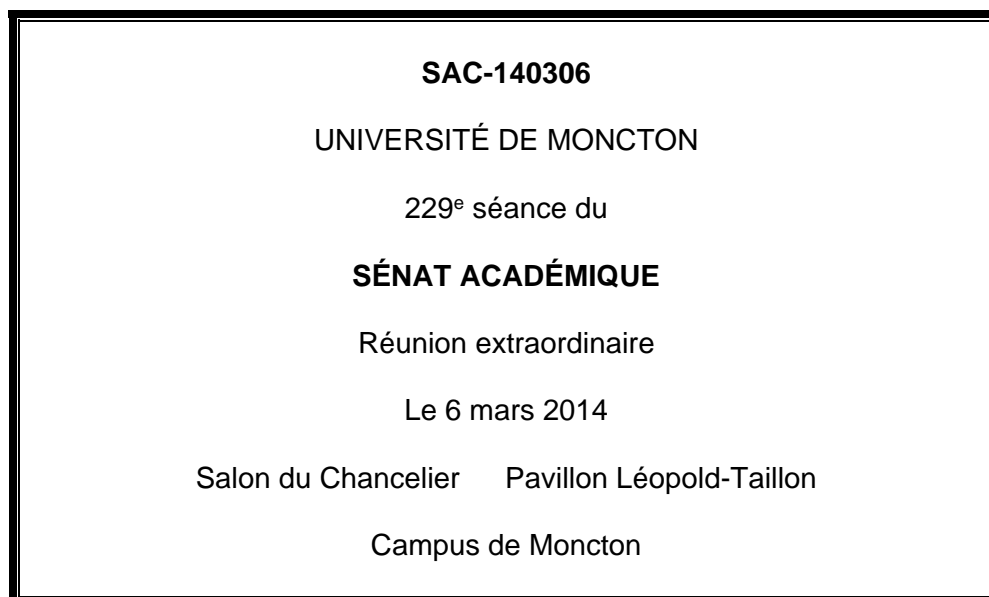 SAC-140306
UNIVERSITÉ DE MONCTON
229e séance du
SÉNAT ACADÉMIQUE
Réunion extraordinaire
Le 6 mars 2014
Salon du Chancelier Pavillon Léopold-Taillon
Campus de Moncton